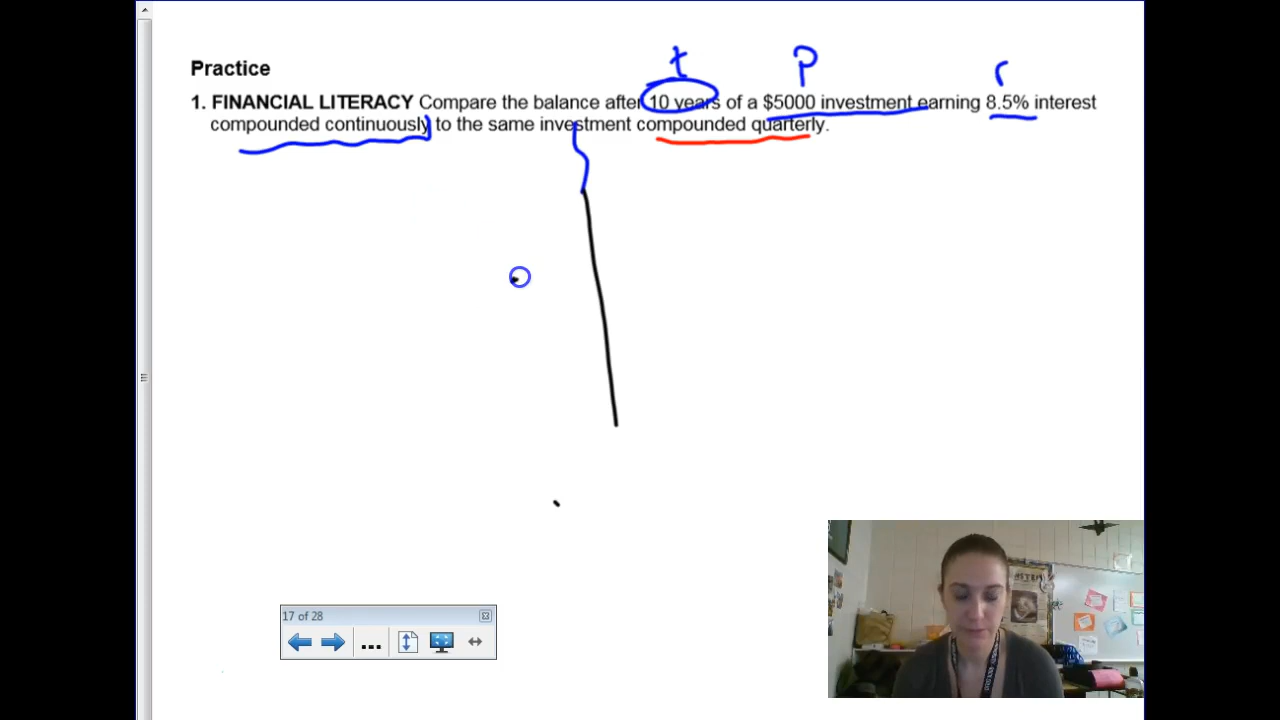 t P r
Practice
1. FINANCIAL LITERACY Compare the balance after 10 years of a $5000 investment earning 8.5% interest
compounded continuously to the same investment compounded quarterly.
17 of 28
...